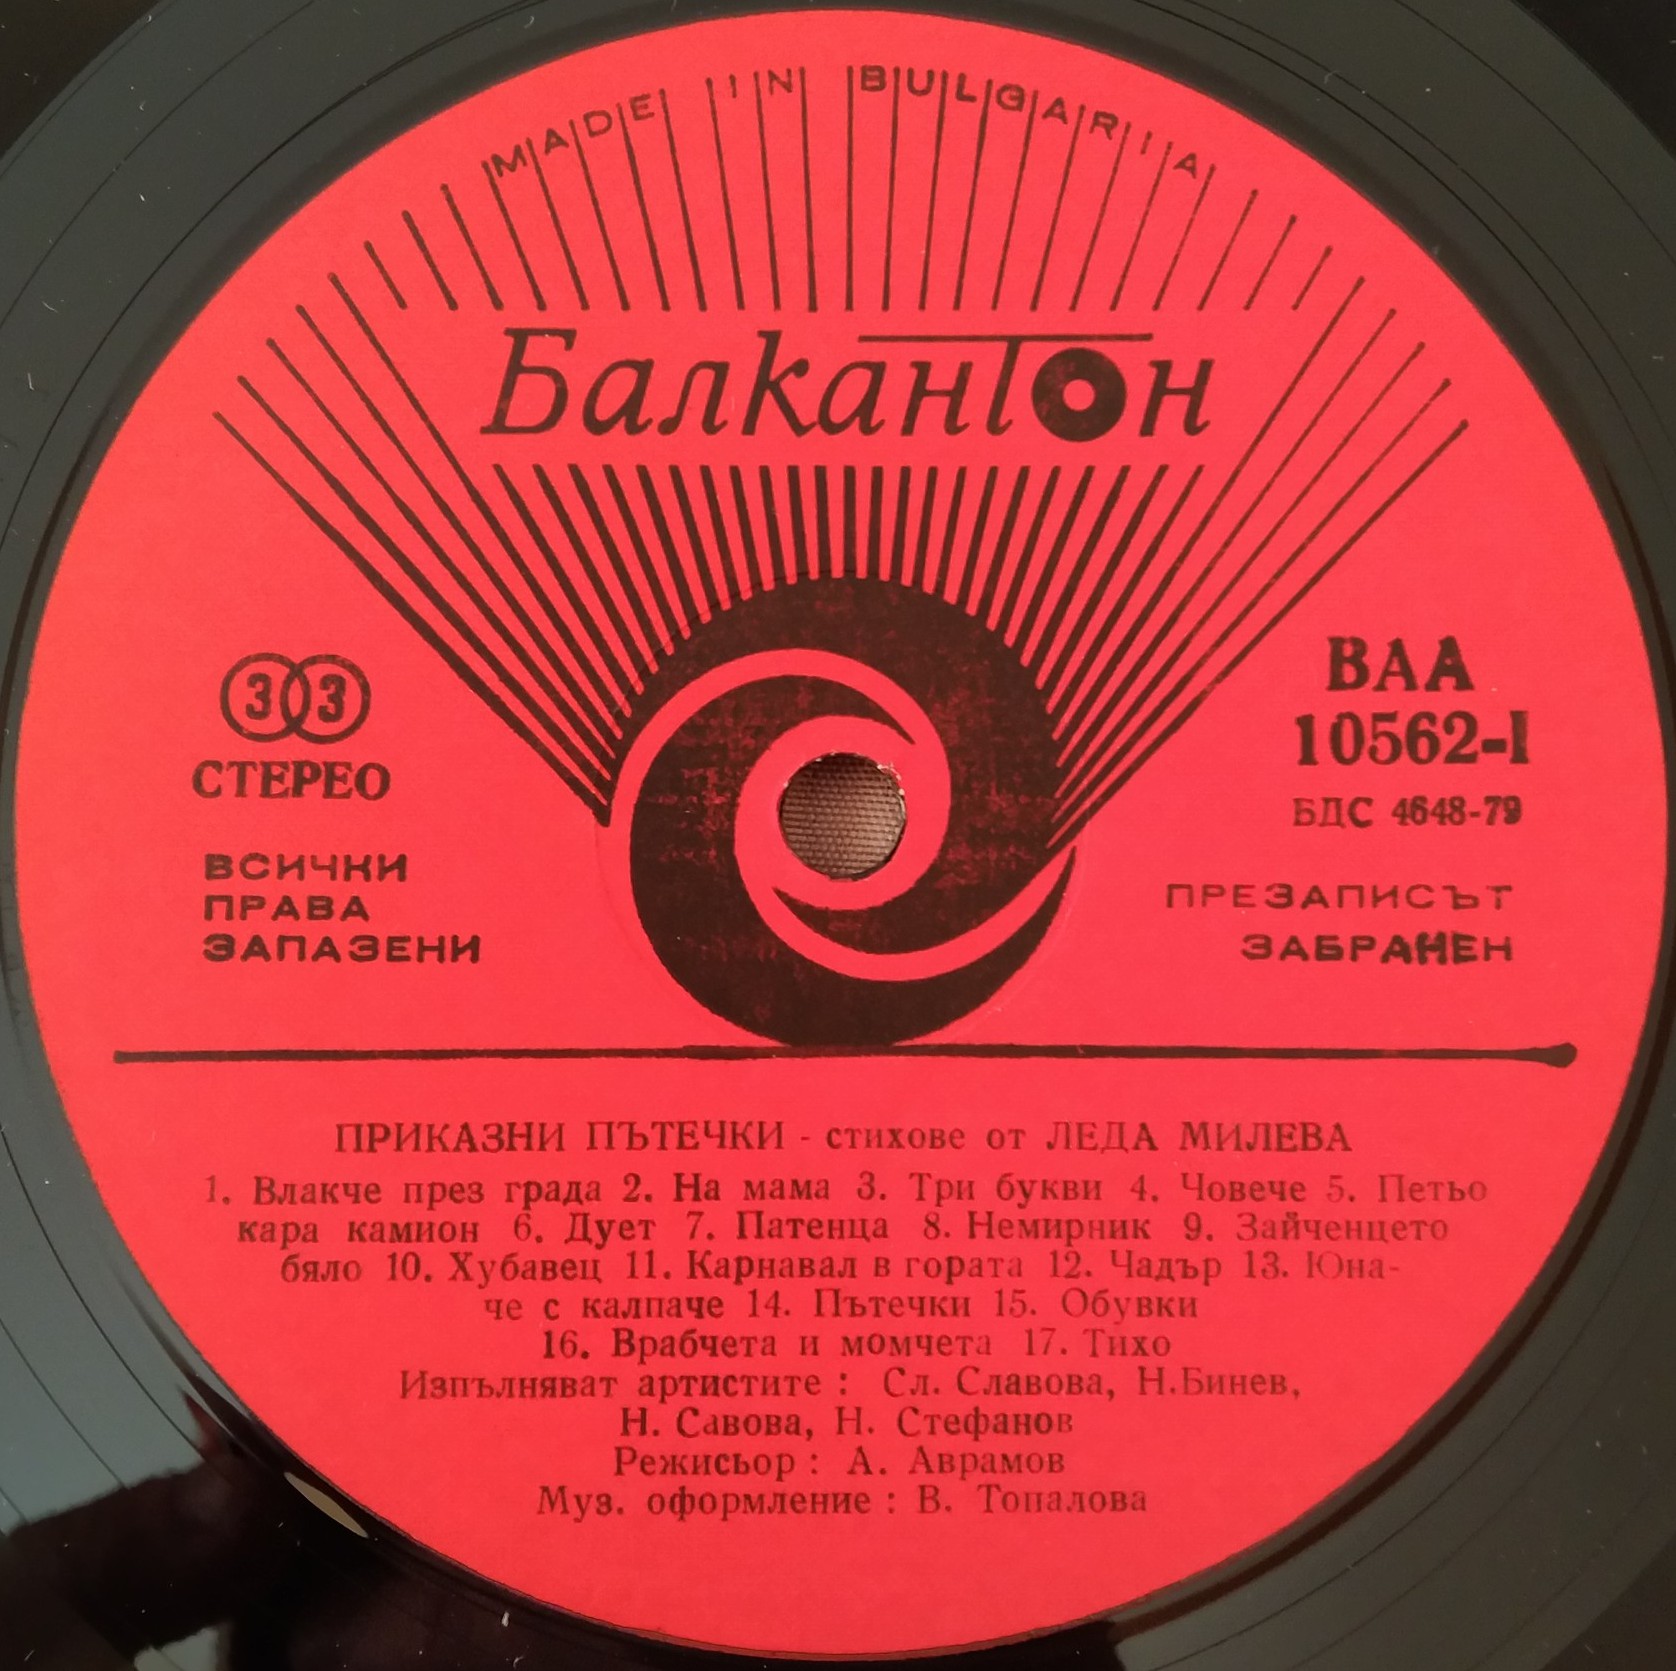 MADE IN BULGARIA
Балкантон
33
СТЕРЕО
ВСИЧКИ
ПРАВА
ЗАПАЗЕНИ
ВАА
10562-I
БДС 4648-79
ПРЕЗАПИСЪТ
ЗАБРАНЕН
ПРИКАЗНИ ПЪТЕЧКИ - стихове от ЛЕДА МИЛЕВА
1. Влакче през града 2. На мама 3. Три букви 4. Човече 5. Петьо
кара камион 6. Дует 7. Патенца 8. Немирник 9. Зайченцето
бяло 10. Хубавец 11. Карнавал в гората 12. Чадър 13. Юна-
че с калпаче 14. Пътечки 15. Обувки
16. Врабчета и момчета 17. Тихо
Изпълняват артистите : Сл. Славова, Н.Бинев,
Н. Савова, Н. Стефанов
Режисьор : А. Аврамов
Муз. оформление : В. Топалова